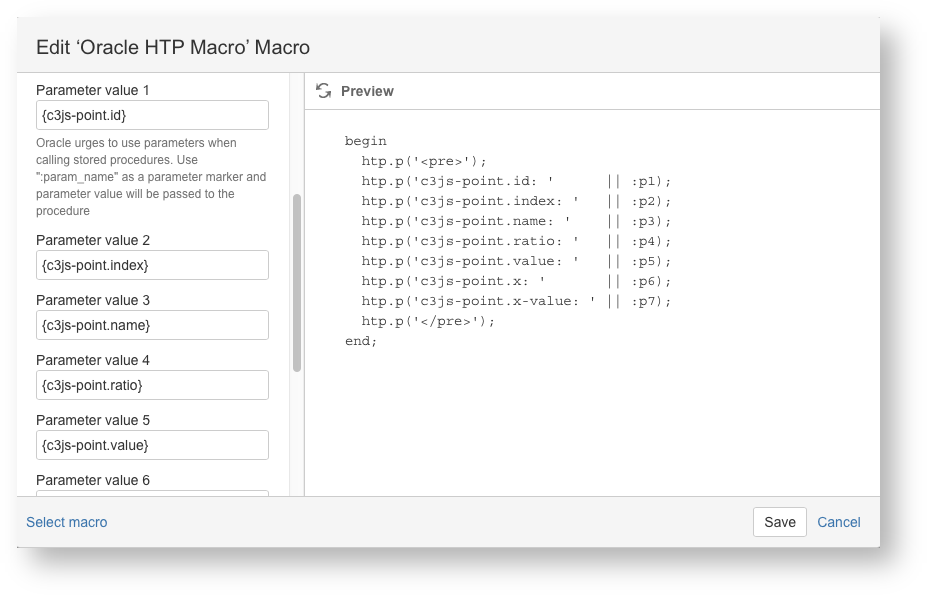 Edit ‘Oracle HTP Macro’ Macro
Parameter value 1
{c3js-point.id}
Oracle urges to use parameters when
calling stored procedures. Use
":param_name" as a parameter marker and
parameter value will be passed to the
procedure
Parameter value 2
{c3js-point.index}
Parameter value 3
{c3js-point.name}
Parameter value 4
{c3js-point.ratio}
Parameter value 5
{c3js-point.value}
Parameter value 6
Preview
begin
  htp.p('<pre>');
  htp.p('c3js-point.id: '      || :p1);
  htp.p('c3js-point.index: '   || :p2);
  htp.p('c3js-point.name: '    || :p3);
  htp.p('c3js-point.ratio: '   || :p4);
  htp.p('c3js-point.value: '   || :p5);
  htp.p('c3js-point.x: '       || :p6);
  htp.p('c3js-point.x-value: ' || :p7);
  htp.p('</pre>');
end;
Select macro
Save
Cancel